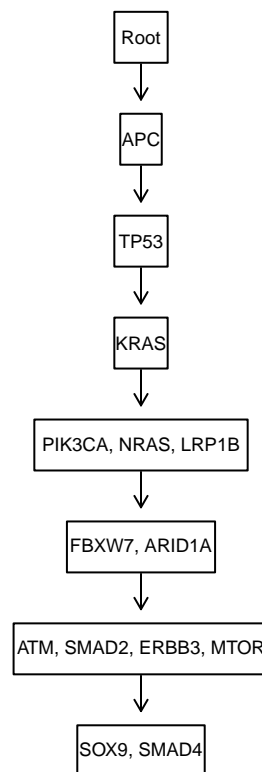 Root
APC
TP53
KRAS
PIK3CA, NRAS, LRP1B
FBXW7, ARID1A
ATM, SMAD2, ERBB3, MTOR
SOX9, SMAD4